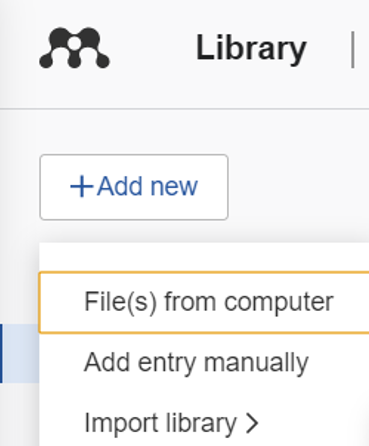 Library
+Add new
File(s) from computer
Add entry manually
Import library >